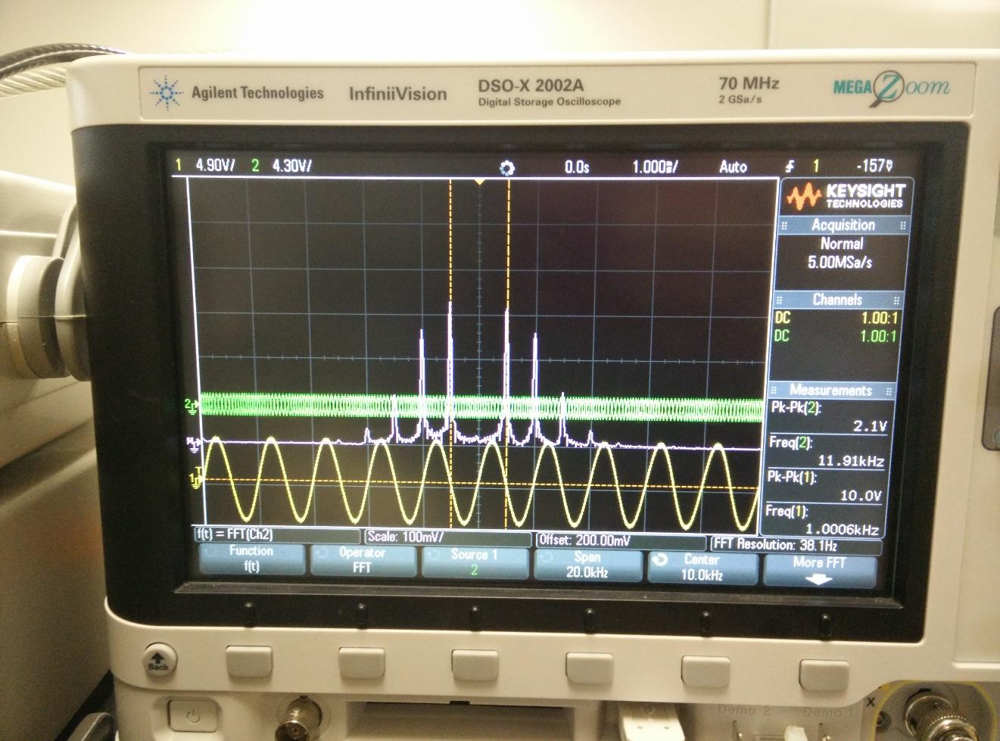 Agilent Technologies InfiniiVision DSO-X 2002A 70 MHz MEGA Zoom
Digital Storage Oscilloscope 2 GSa/s
1 4.90V/ 2 4.30V/ 0.0s 1.000ms/ Auto 1 -157mV
KEYSIGHT
TECHNOLOGIES
Acquisition
Normal
5.00MSa/s
Channels
DC 1.00:1
DC 1.00:1
Measurements
Pk-Pk(2):
2.1V
Freq(2):
11.91kHz
Pk-Pk(1):
10.0V
Freq(1):
1.0006kHz
2
M
T
1
f(t) = FFT(Ch2) Scale: 100mV/ Offset: 200.00mV FFT Resolution: 38.1Hz
Function Operator Source 1 Span Center More FFT
f(t) FFT 2 20.0kHz 10.0kHz
Back
X
Demo 2 Demo 1